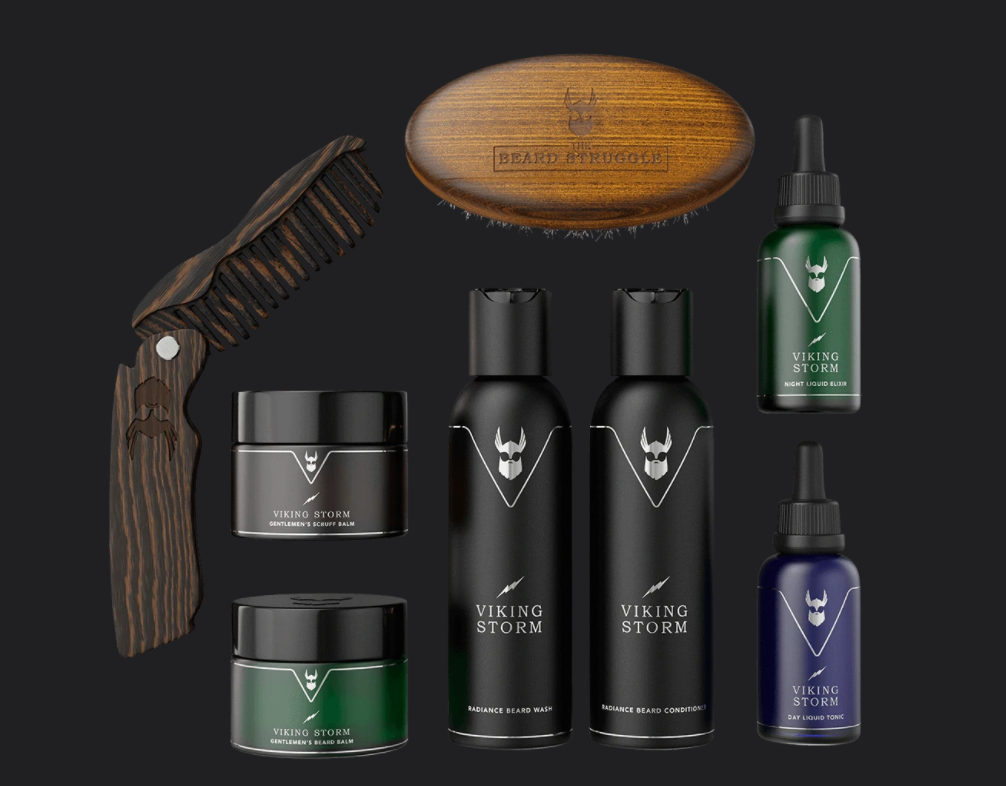 THE
BEARD STRUGGLE
VIKING
STORM
NIGHT LIQUID ELIXIR
VIKING STORM
GENTLEMEN'S SCRUFF BALM
VIKING
STORM
RADIANCE BEARD WASH
VIKING
STORM
RADIANCE BEARD CONDITIONER
VIKING STORM
GENTLEMEN'S BEARD BALM
VIKING
STORM
DAY LIQUID TONIC